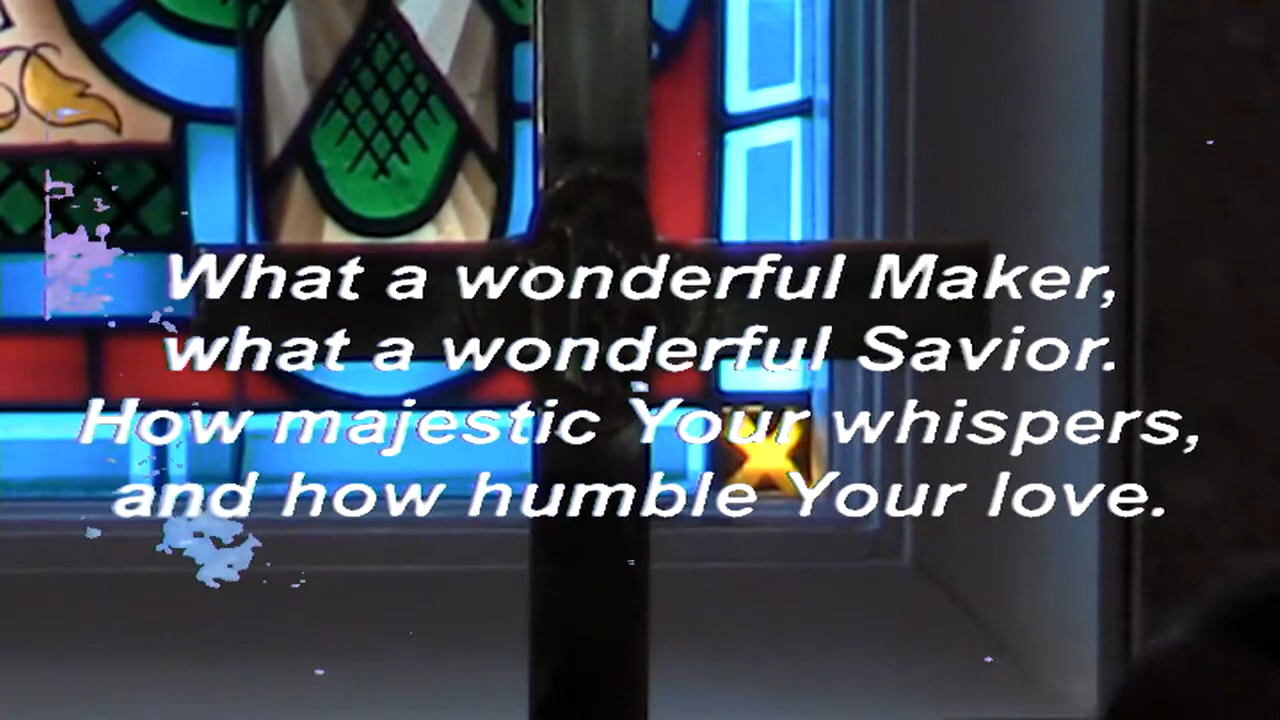 What a wonderful Maker,
what a wonderful Savior.
How majestic Your whispers,
and how humble Your love.